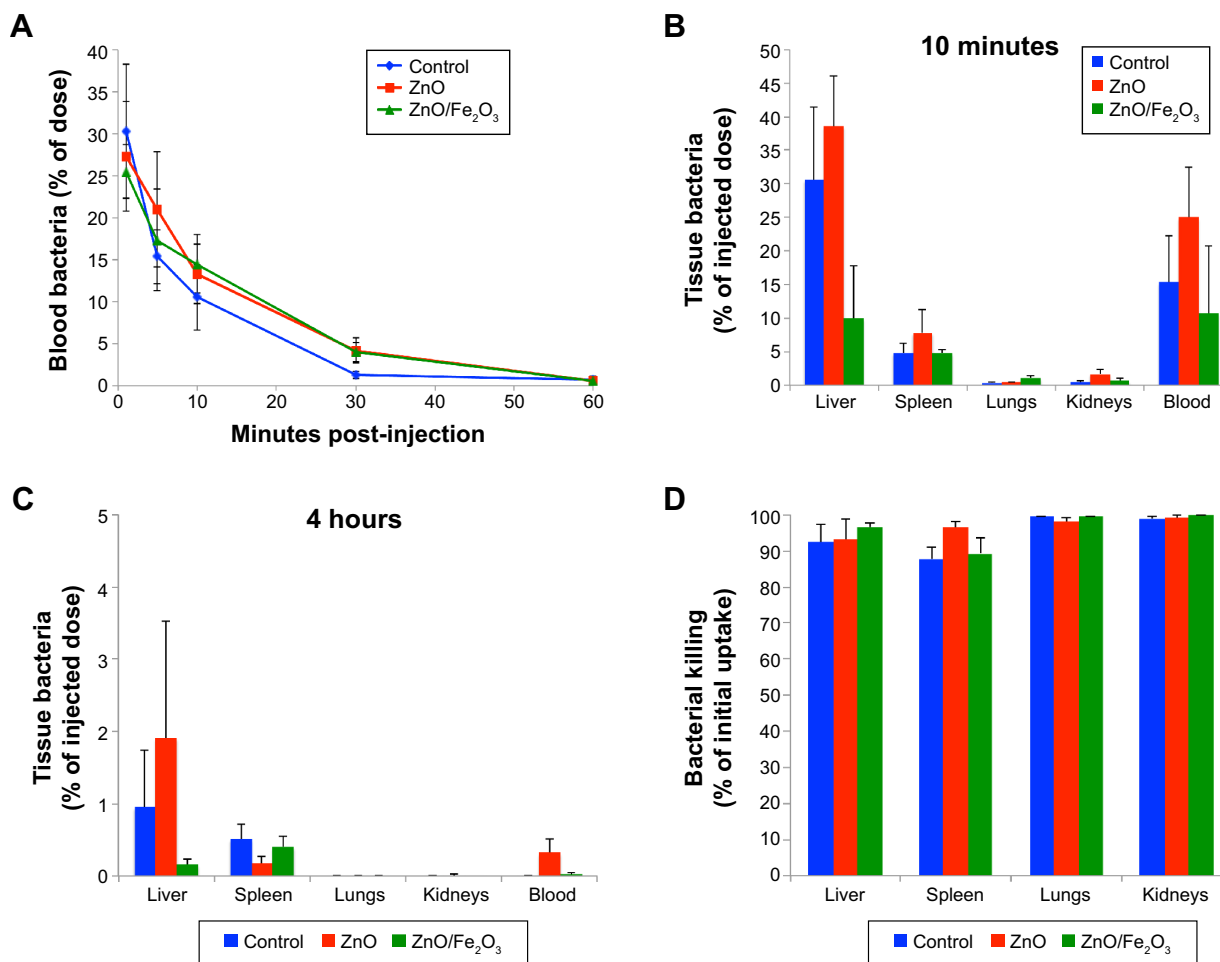 A
Blood bacteria (% of dose)
40
35
30
25
20
15
10
5
0
0 10 20 30 40 50 60
Minutes post-injection
Control
ZnO
ZnO/Fe₂O₃
B
10 minutes
Tissue bacteria
(% of injected dose)
50
45
40
35
30
25
20
15
10
5
0
Liver Spleen Lungs Kidneys Blood
Control
ZnO
ZnO/Fe₂O₃
C
4 hours
Tissue bacteria
(% of injected dose)
5
4
3
2
1
0
Liver Spleen Lungs Kidneys Blood
Control ZnO ZnO/Fe₂O₃
D
Bacterial killing
(% of initial uptake)
100
90
100
70
60
50
40
30
20
10
0
Liver Spleen Lungs Kidneys
Control ZnO ZnO/Fe₂O₃